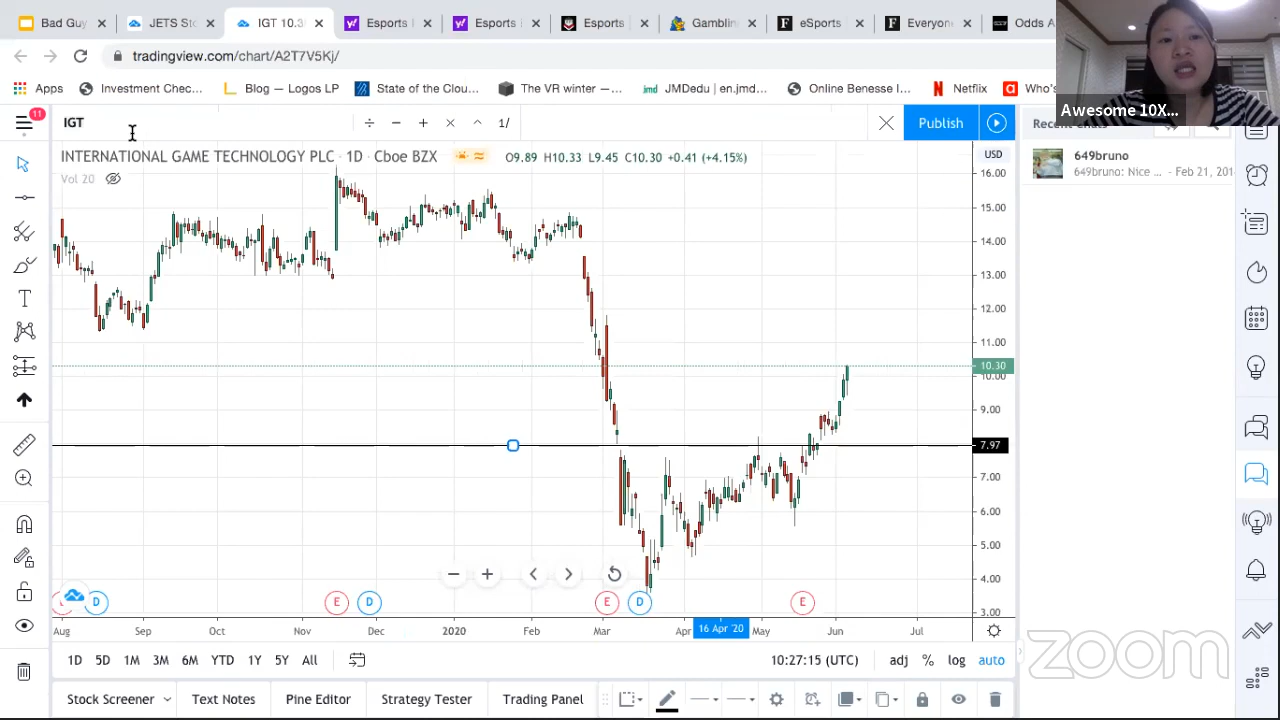 Bad Guy
JETS Sto
IGT 10.3
Esports
Esports
Esports
Gamblin
eSports
Everyone
Odds A
tradingview.com/chart/A2T7V5Kj/
Apps
Investment Chec...
Blog — Logos LP
State of the Clou...
The VR winter —...
JMDedu | en.jmd...
Online Benesse I...
Netflix
Who's
Awesome 10X...
11
IGT
÷ − + × ^ 1/
Publish
INTERNATIONAL GAME TECHNOLOGY PLC · 1D · Cboe BZX
O9.89 H10.33 L9.45 C10.30 +0.41 (+4.15%)
USD
Vol 20
649bruno
649bruno: Nice ... - Feb 21, 201
16.00
15.00
14.00
13.00
12.00
11.00
10.30
10.00
9.00
7.97
7.00
6.00
5.00
4.00
3.00
D
E
D
E
D
E
Aug
Sep
Oct
Nov
Dec
2020
Feb
Mar
Apr
16 Apr '20
May
Jun
Jul
1D 5D 1M 3M 6M YTD 1Y 5Y All
10:27:15 (UTC)
adj % log auto
zoom
Stock Screener
Text Notes
Pine Editor
Strategy Tester
Trading Panel